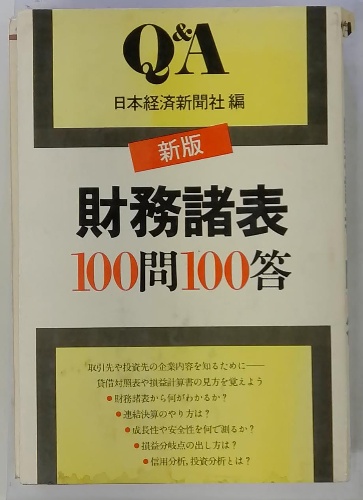 Q&A
日本経済新聞社 編
新版
財務諸表
100問100答
取引先や投資先の企業内容を知るために——
貸借対照表や損益計算書の見方を覚えよう
●財務諸表から何がわかるか?
●連結決算のやり方は?
●成長性や安全性を何で測るか?
●損益分岐点の出し方は?
●信用分析,投資分析とは?